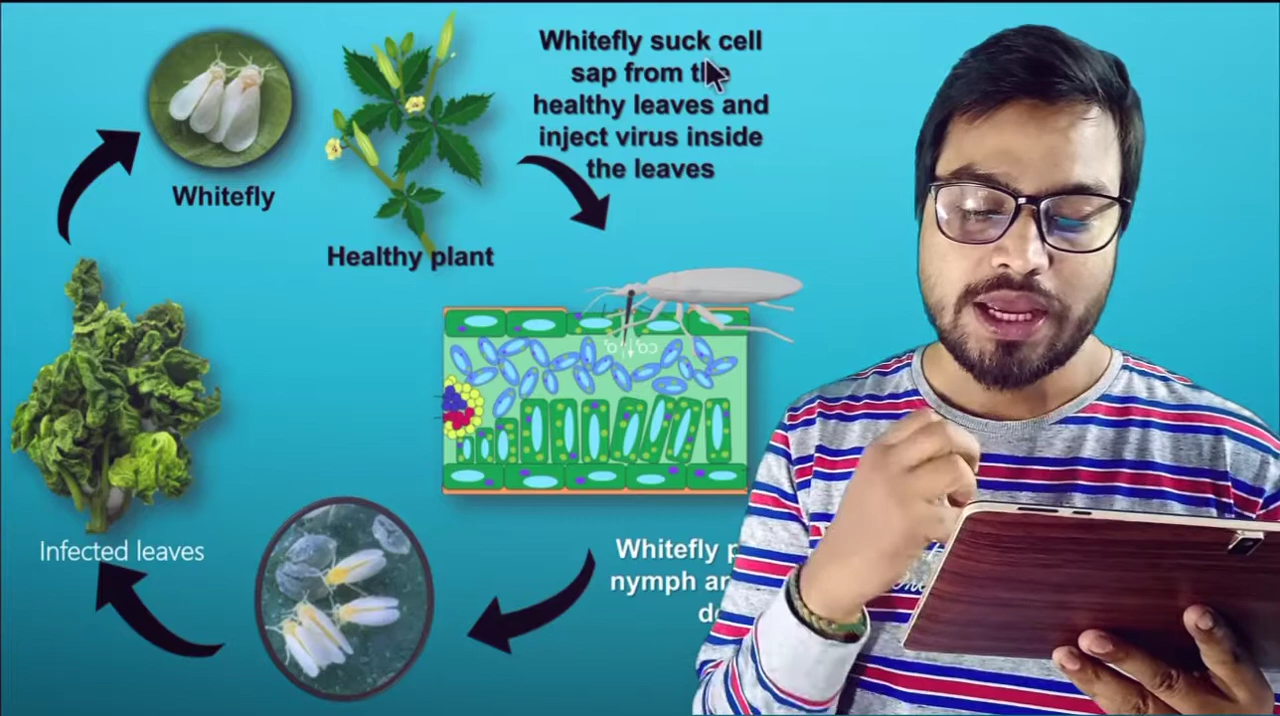 Whitefly suck cell
sap from the
healthy leaves and
inject virus inside
the leaves
Whitefly
Healthy plant
Infected leaves
Whitefly
nymph